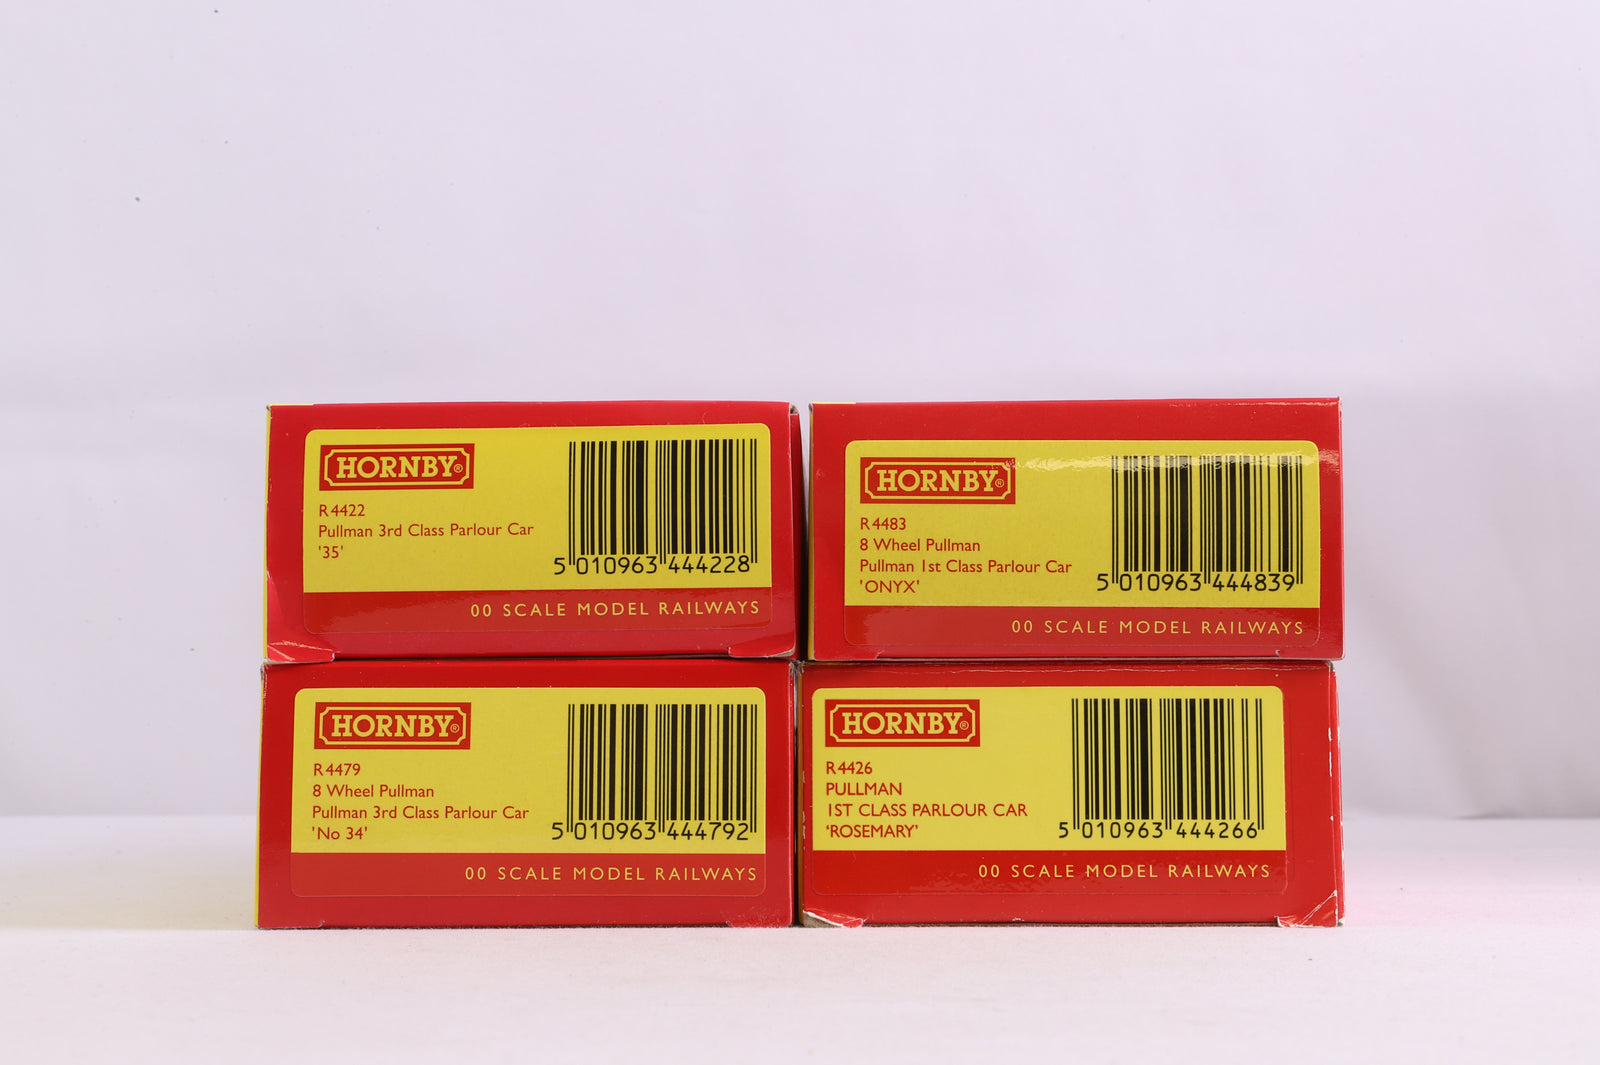 HORNBY®
R4422
Pullman 3rd Class Parlour Car
'35'
5 010963 444228
00 SCALE MODEL RAILWAYS
HORNBY®
R4483
8 Wheel Pullman
Pullman 1st Class Parlour Car
'ONYX'
5 010963 444839
00 SCALE MODEL RAILWAYS
HORNBY®
R4479
8 Wheel Pullman
Pullman 3rd Class Parlour Car
'No 34'
5 010963 444792
00 SCALE MODEL RAILWAYS
HORNBY®
R4426
PULLMAN
1ST CLASS PARLOUR CAR
‘ROSEMARY’
5 010963 444266
00 SCALE MODEL RAILWAYS